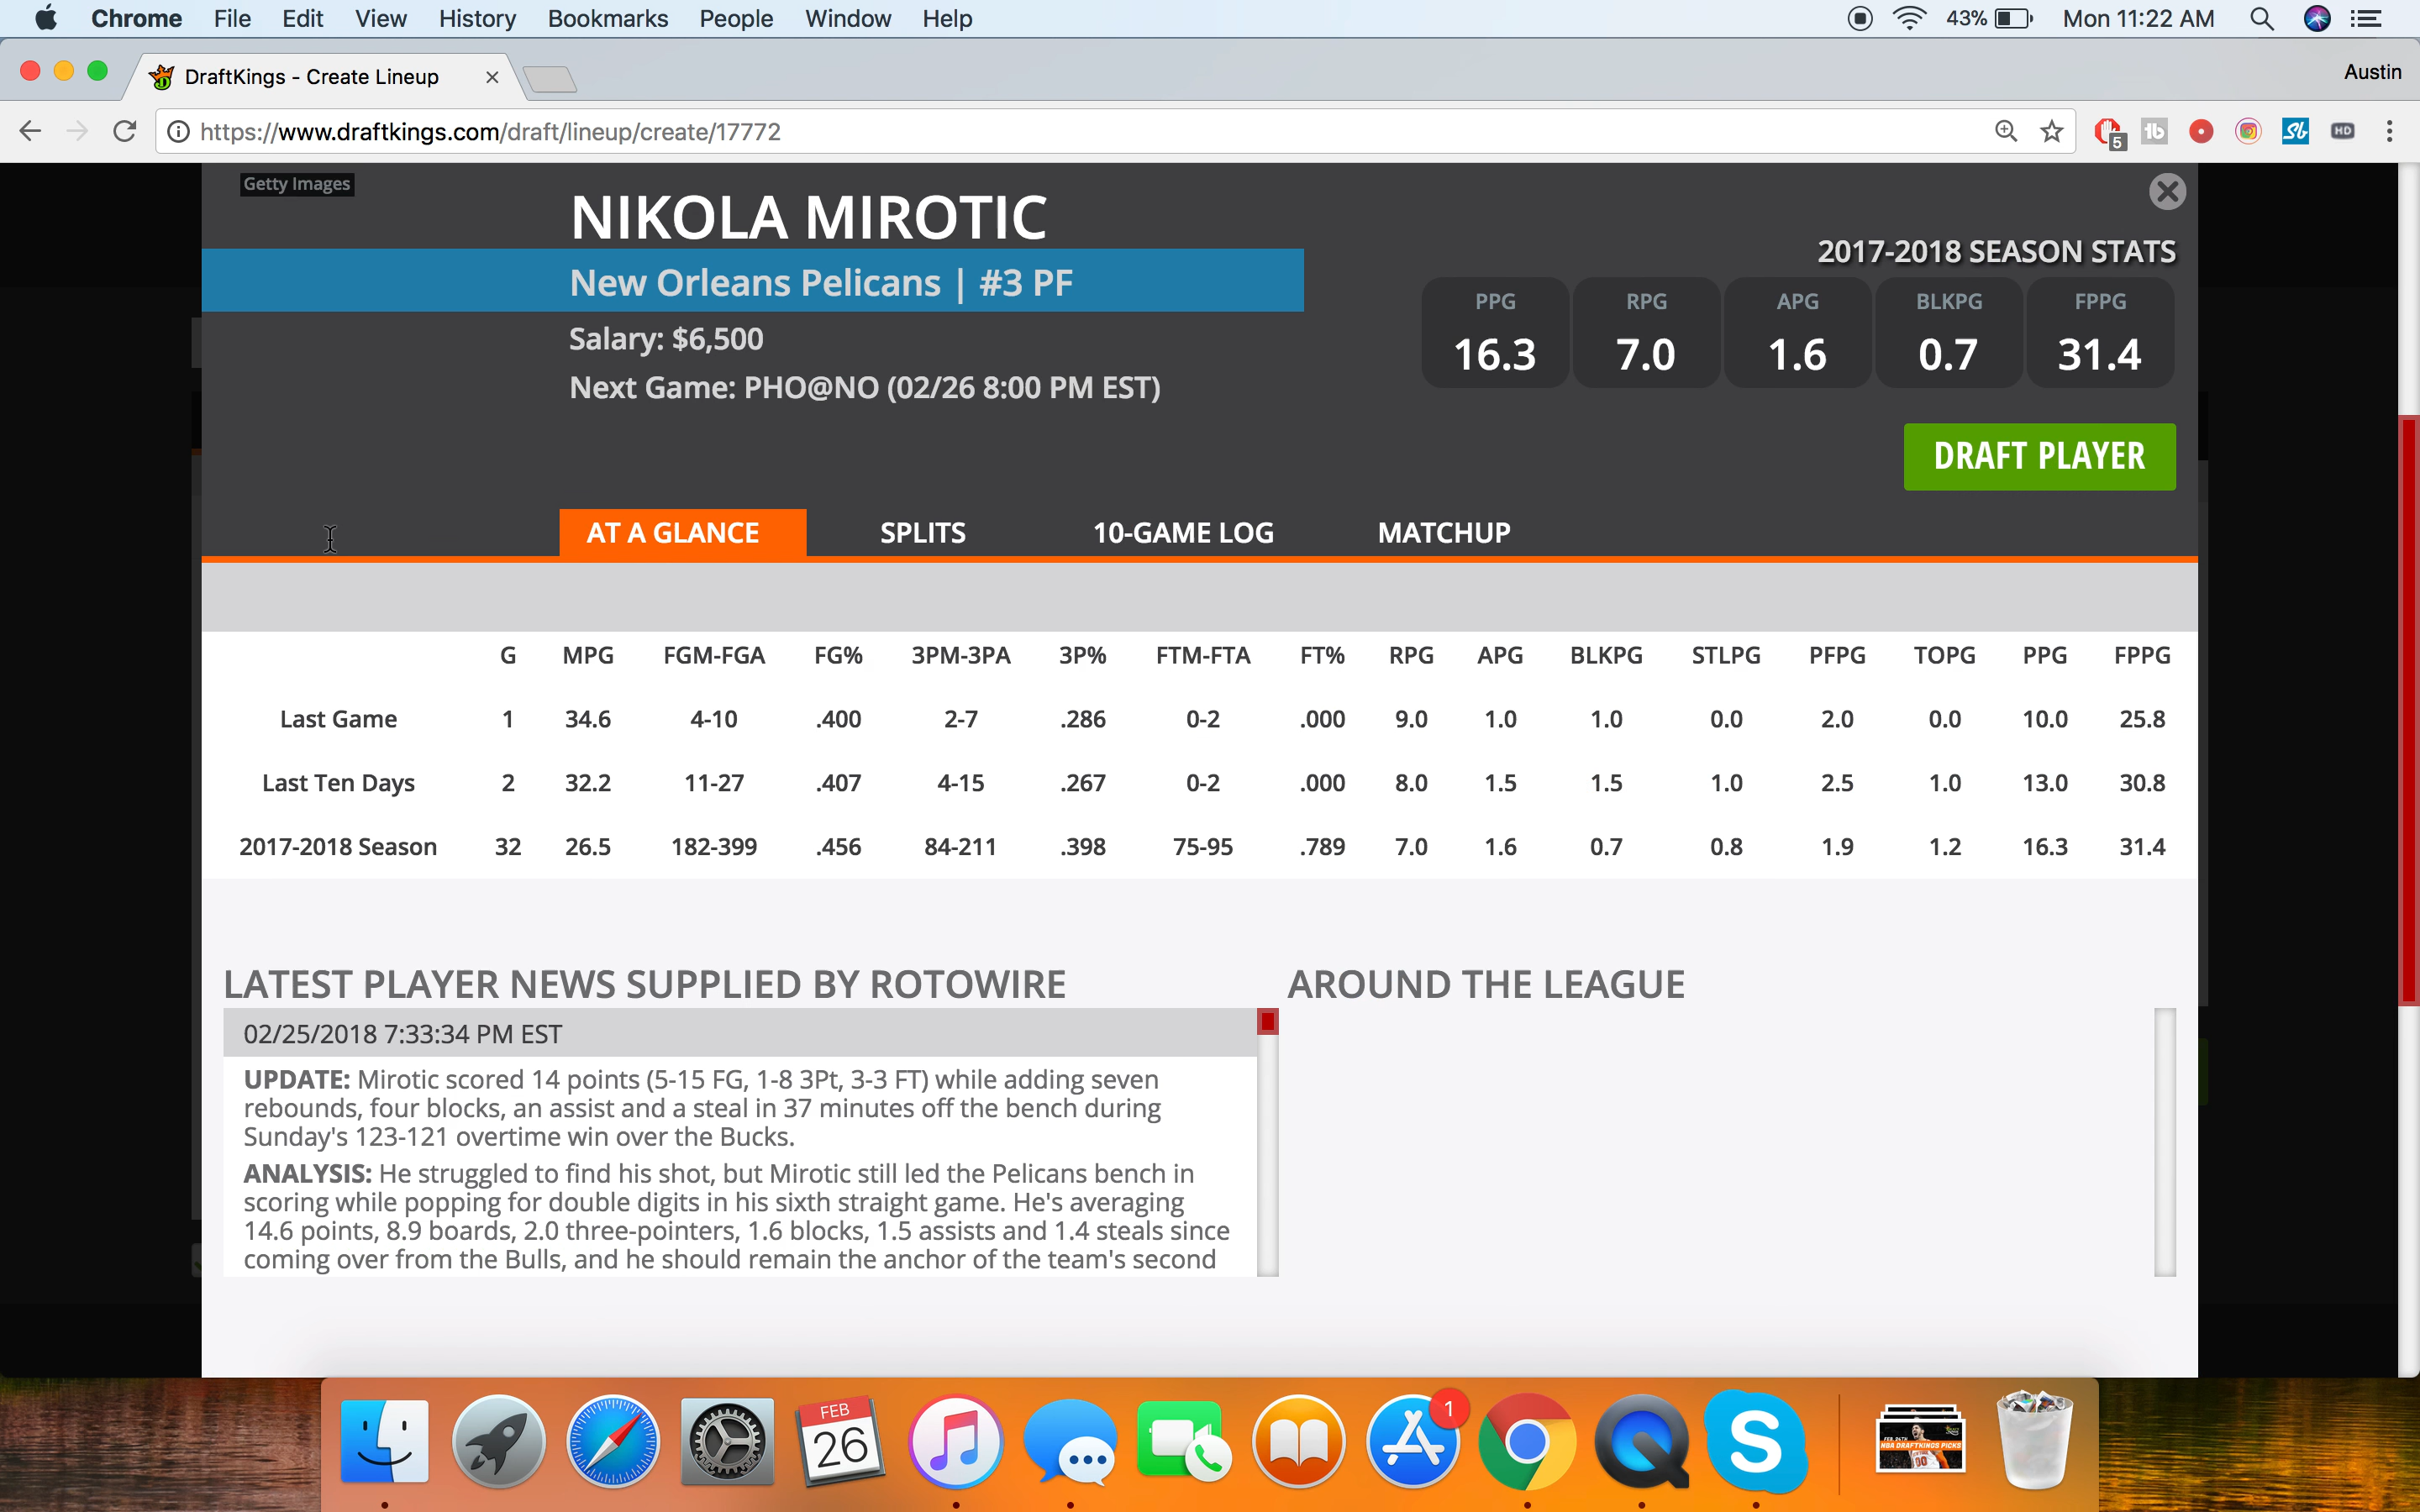 Chrome File Edit View History Bookmarks People Window Help 43% Mon 11:22 AM
DraftKings - Create Lineup Austin
https://www.draftkings.com/draft/lineup/create/17772 5 tb Sb HD
Getty Images
NIKOLA MIROTIC
New Orleans Pelicans | #3 PF
Salary: $6,500
Next Game: PHO@NO (02/26 8:00 PM EST)
2017-2018 SEASON STATS
PPG RPG APG BLKPG FPPG
16.3 7.0 1.6 0.7 31.4
DRAFT PLAYER
AT A GLANCE SPLITS 10-GAME LOG MATCHUP
G MPG FGM-FGA FG% 3PM-3PA 3P% FTM-FTA FT% RPG APG BLKPG STLPG PFPG TOPG PPG FPPG
Last Game 1 34.6 4-10 .400 2-7 .286 0-2 .000 9.0 1.0 1.0 0.0 2.0 0.0 10.0 25.8
Last Ten Days 2 32.2 11-27 .407 4-15 .267 0-2 .000 8.0 1.5 1.5 1.0 2.5 1.0 13.0 30.8
2017-2018 Season 32 26.5 182-399 .456 84-211 .398 75-95 .789 7.0 1.6 0.7 0.8 1.9 1.2 16.3 31.4
LATEST PLAYER NEWS SUPPLIED BY ROTOWIRE
02/25/2018 7:33:34 PM EST
UPDATE: Mirotic scored 14 points (5-15 FG, 1-8 3Pt, 3-3 FT) while adding seven
rebounds, four blocks, an assist and a steal in 37 minutes off the bench during
Sunday's 123-121 overtime win over the Bucks.
ANALYSIS: He struggled to find his shot, but Mirotic still led the Pelicans bench in
scoring while popping for double digits in his sixth straight game. He's averaging
14.6 points, 8.9 boards, 2.0 three-pointers, 1.6 blocks, 1.5 assists and 1.4 steals since
coming over from the Bulls, and he should remain the anchor of the team's second
AROUND THE LEAGUE
FEB
26
1
S
FEB. 26TH
NBA DRAFTKINGS PICKS